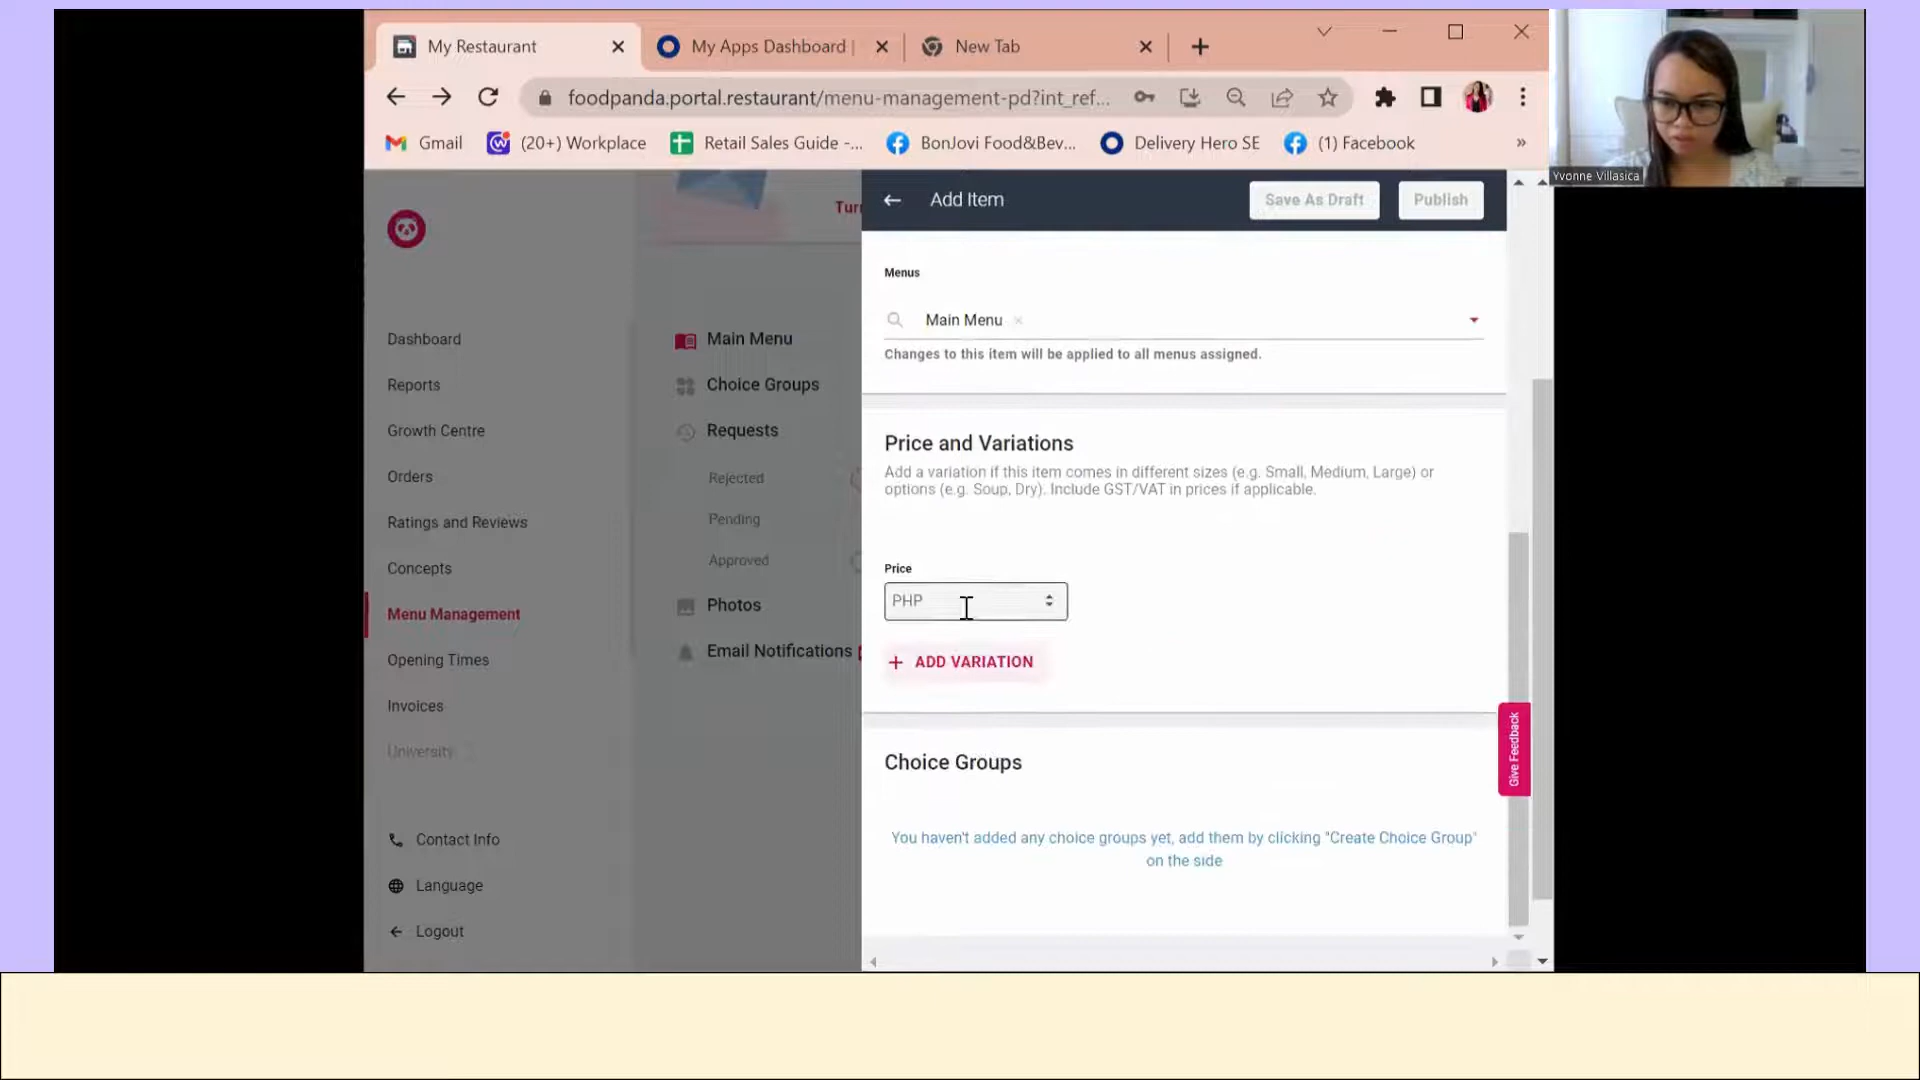 My Restaurant
My Apps Dashboard |
New Tab
foodpanda.portal.restaurant/menu-management-pd?int_ref...
Gmail
(20+) Workplace
Retail Sales Guide -...
BonJovi Food&Bev...
Delivery Hero SE
(1) Facebook
»
Yvonne Villasica
Add Item
Save As Draft
Publish
Dashboard
Reports
Growth Centre
Orders
Ratings and Reviews
Concepts
Menu Management
Opening Times
Invoices
University
Contact Info
Language
Logout
Main Menu
Choice Groups
Requests
Rejected
Pending
Approved
Photos
Email Notifications
Menus
Main Menu
Changes to this item will be applied to all menus assigned.
Price and Variations
Add a variation if this item comes in different sizes (e.g. Small, Medium, Large) or
options (e.g. Soup, Dry). Include GST/VAT in prices if applicable.
Price
PHP
+ ADD VARIATION
Choice Groups
You haven't added any choice groups yet, add them by clicking "Create Choice Group"
on the side
Give Feedback